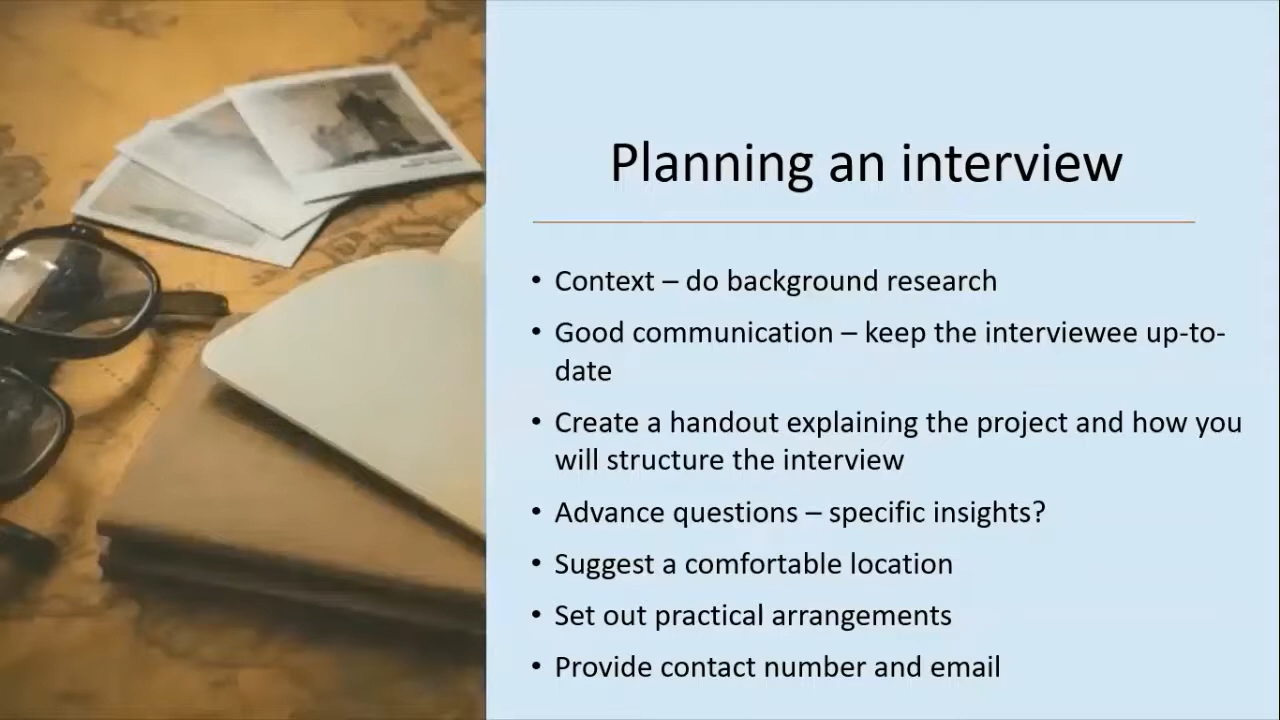 Planning an interview
• Context – do background research
• Good communication – keep the interviewee up-to-
date
• Create a handout explaining the project and how you
will structure the interview
• Advance questions – specific insights?
• Suggest a comfortable location
• Set out practical arrangements
• Provide contact number and email